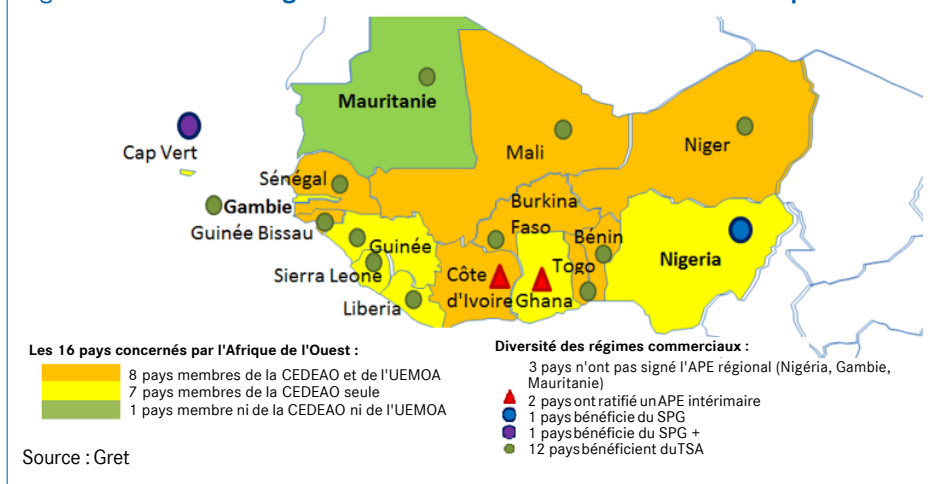 Mauritanie
Cap Vert
Mali
Niger
Sénégal
Gambie
Burkina
Faso
Guinée Bissau
Guinée
Bénin
Togo
Nigeria
Sierra Leone
Côte
d'Ivoire
Ghana
Liberia
Les 16 pays concernés par l'Afrique de l'Ouest :
8 pays membres de la CEDEAO et de l'UEMOA
7 pays membres de la CEDEAO seule
1 pays membre ni de la CEDEAO ni de l'UEMOA
Diversité des régimes commerciaux :
3 pays n'ont pas signé l'APE régional (Nigéria, Gambie,
Mauritanie)
2 pays ont ratifié un APE intérimaire
1 pays bénéficie du SPG
1 pays bénéficie du SPG +
12 pays bénéficient du TSA
Source : Gret